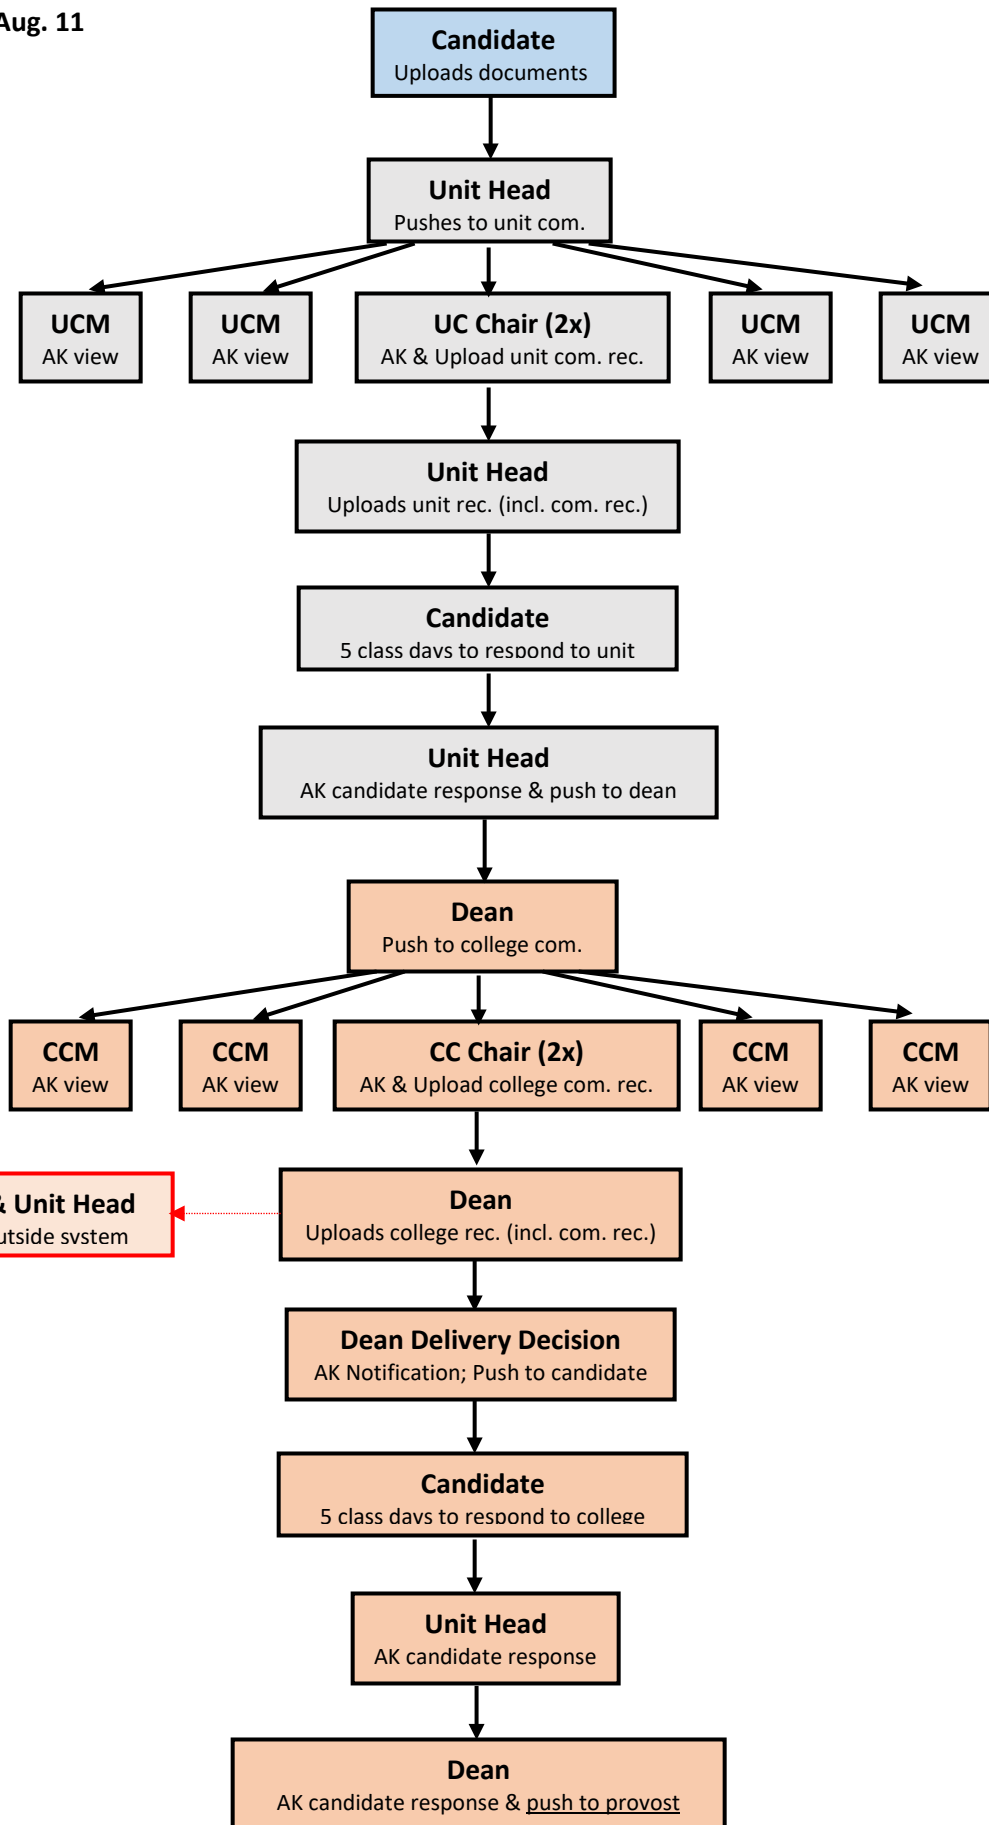 Aug. 11
Candidate
Uploads documents
Unit Head
Pushes to unit com.
UCM
AK view
UCM
AK view
UC Chair (2x)
AK & Upload unit com. rec.
UCM
AK view
UCM
AK view
Unit Head
Uploads unit rec. (incl. com. rec.)
Candidate
5 class days to respond to unit
Unit Head
AK candidate response & push to dean
Dean
Push to college com.
CCM
AK view
CCM
AK view
CC Chair (2x)
AK & Upload college com. rec.
CCM
AK view
CCM
AK view
& Unit Head
utside system
Dean
Uploads college rec. (incl. com. rec.)
Dean Delivery Decision
AK Notification; Push to candidate
Candidate
5 class days to respond to college
Unit Head
AK candidate response
Dean
AK candidate response & push to provost